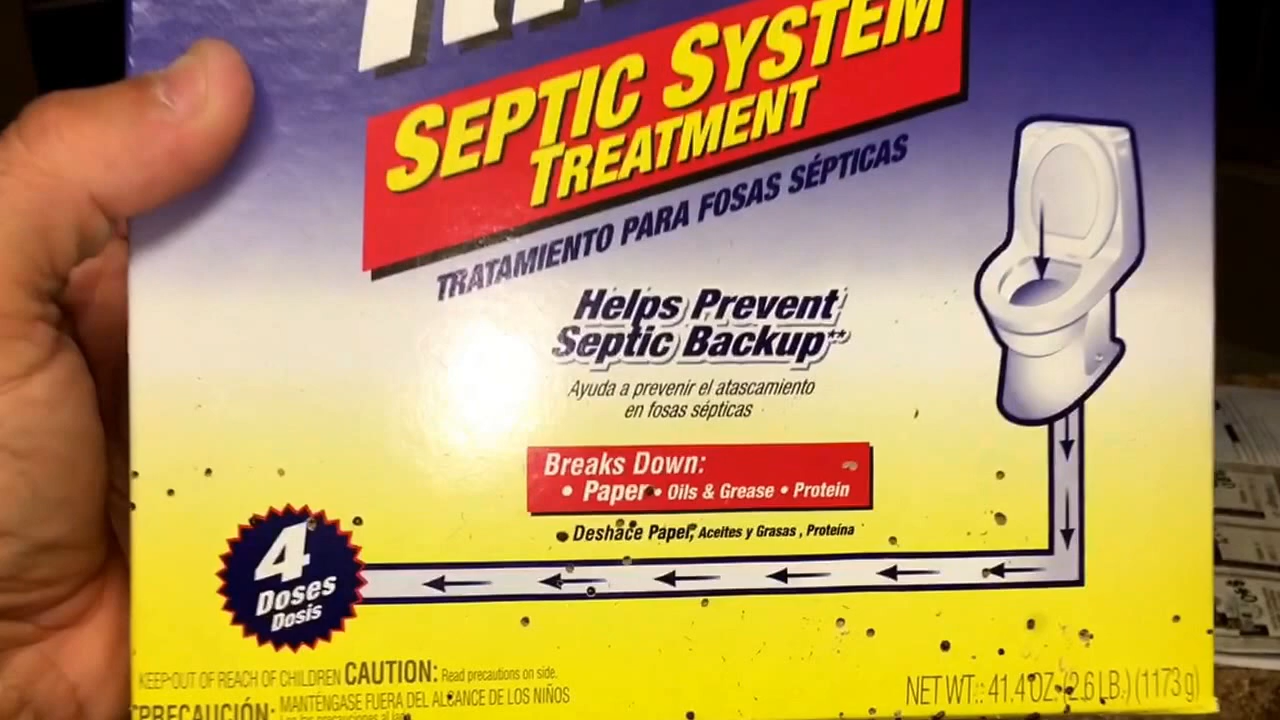 SEPTIC SYSTEM
TREATMENT
TRATAMIENTO PARA FOSAS SÉPTICAS
Helps Prevent
Septic Backup**
Ayuda a prevenir el atascamiento
en fosas sépticas
Breaks Down:
• Paper • Oils & Grease • Protein
Deshace Papel, Aceites y Grasas , Proteína
4
Doses
Dosis
KEEP OUT OF REACH OF CHILDREN CAUTION: Read precautions on side.
PRECAUCIÓN: MANTÉNGASE FUERA DEL ALCANCE DE LOS NIÑOS
NET WT.: 41.4 OZ. (2.6 LB.) (1173 g)